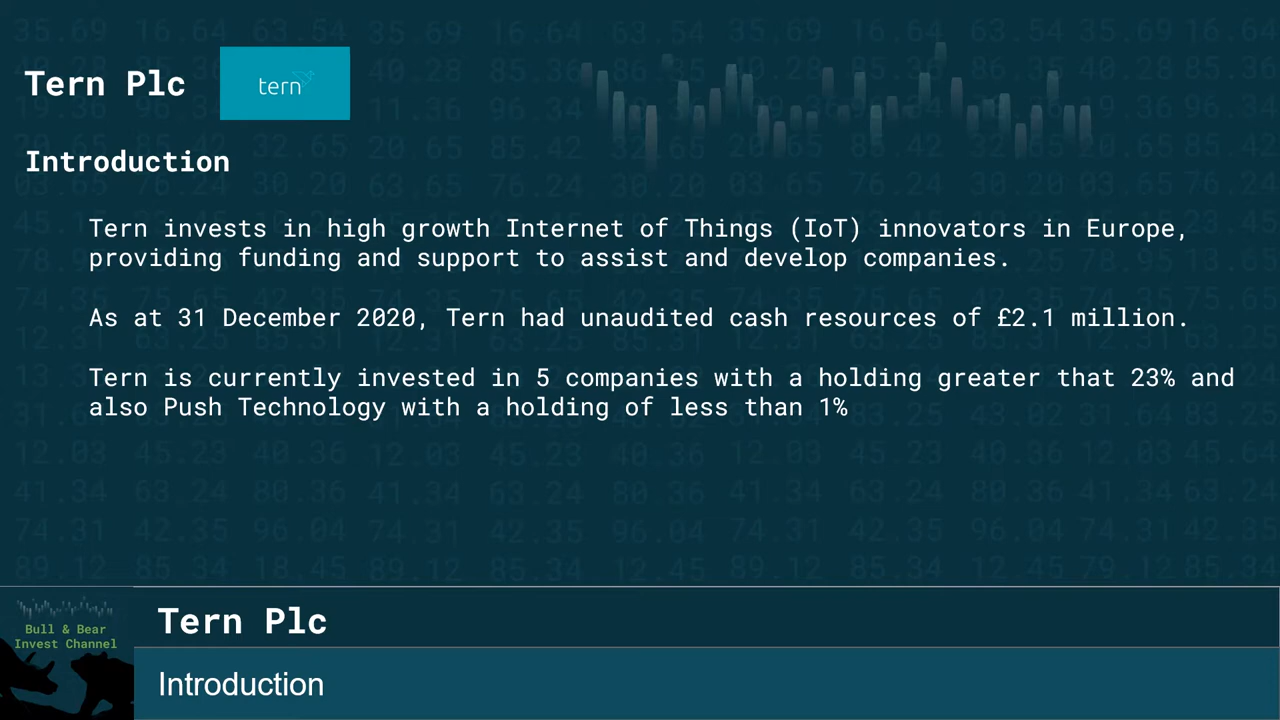 Tern Plc
tern
Introduction
Tern invests in high growth Internet of Things (IoT) innovators in Europe,
providing funding and support to assist and develop companies.
As at 31 December 2020, Tern had unaudited cash resources of £2.1 million.
Tern is currently invested in 5 companies with a holding greater that 23% and
also Push Technology with a holding of less than 1%
Bull & Bear
Invest Channel
Tern Plc
Introduction